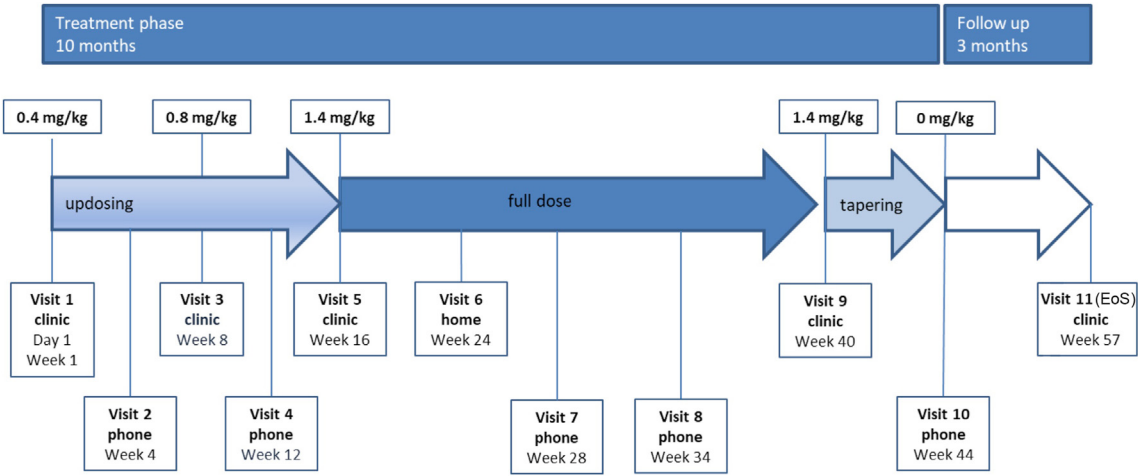 Treatment phase
10 months
Follow up
3 months
0.4 mg/kg
0.8 mg/kg
1.4 mg/kg
1.4 mg/kg
0 mg/kg
updosing
full dose
tapering
Visit 1
clinic
Day 1
Week 1
Visit 3
clinic
Week 8
Visit 5
clinic
Week 16
Visit 6
home
Week 24
Visit 9
clinic
Week 40
Visit 11 (EoS)
clinic
Week 57
Visit 2
phone
Week 4
Visit 4
phone
Week 12
Visit 7
phone
Week 28
Visit 8
phone
Week 34
Visit 10
phone
Week 44